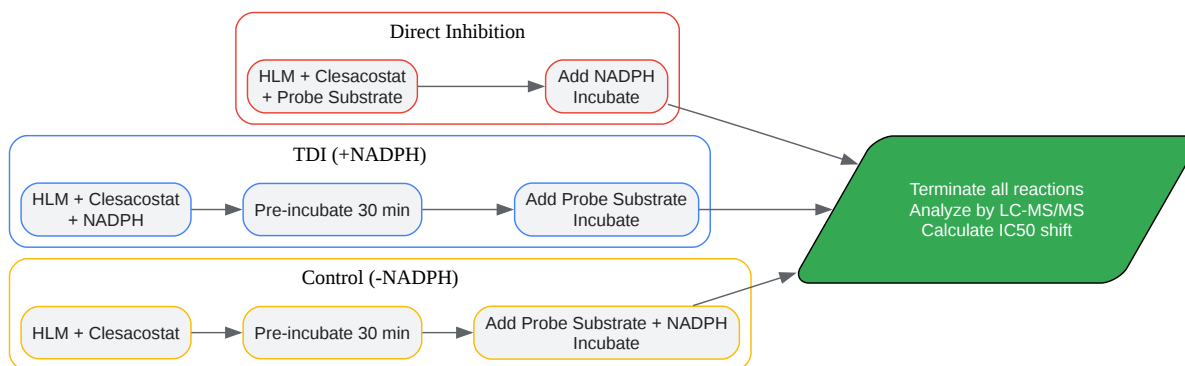 Direct Inhibition
HLM + Clesacostat
+ Probe Substrate
Add NADPH
Incubate
TDI (+NADPH)
HLM + Clesacostat
+ NADPH
Pre-incubate 30 min
Add Probe Substrate
Incubate
Control (-NADPH)
HLM + Clesacostat
Pre-incubate 30 min
Add Probe Substrate + NADPH
Incubate
Terminate all reactions
Analyze by LC-MS/MS
Calculate IC50 shift